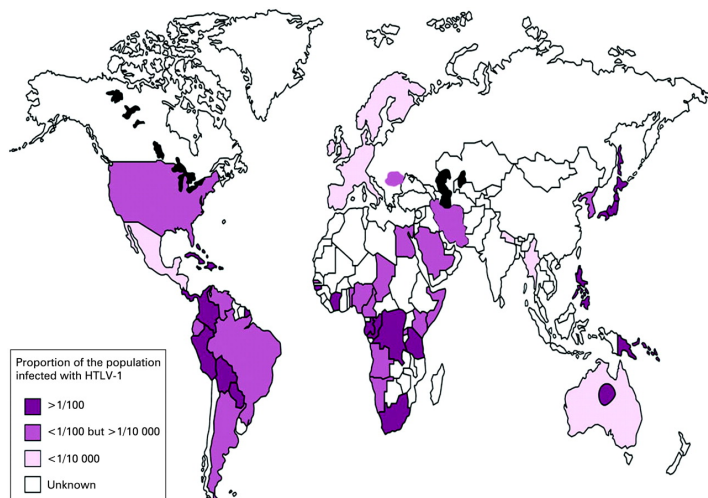 Proportion of the population
infected with HTLV-1
>1/100
<1/100 but >1/10 000
<1/10 000
Unknown